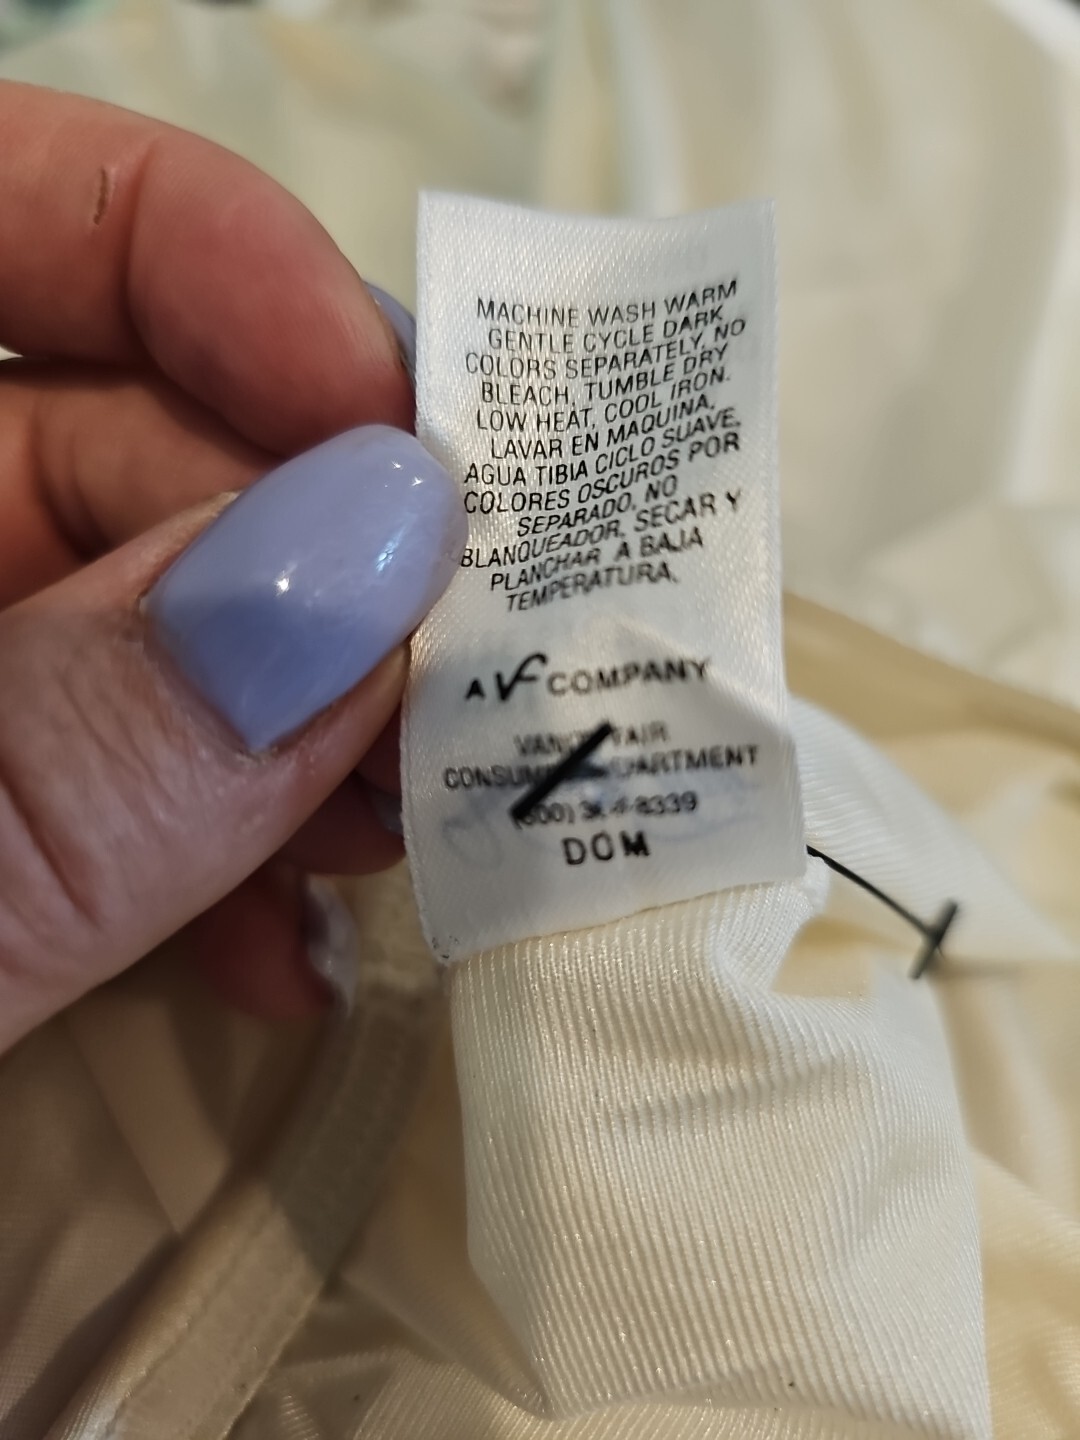 MACHINE WASH WARM
GENTLE CYCLE DARK
COLORS SEPARATELY, NO
BLEACH, TUMBLE DRY
LOW HEAT, COOL IRON.
LAVAR EN MAQUINA,
AGUA TIBIA CICLO SUAVE,
COLORES OSCUROS POR
SEPARADO, NO
BLANQUEADOR, SECAR Y
PLANCHAR A BAJA
TEMPERATURA.
A VF COMPANY
FAIR
DOM